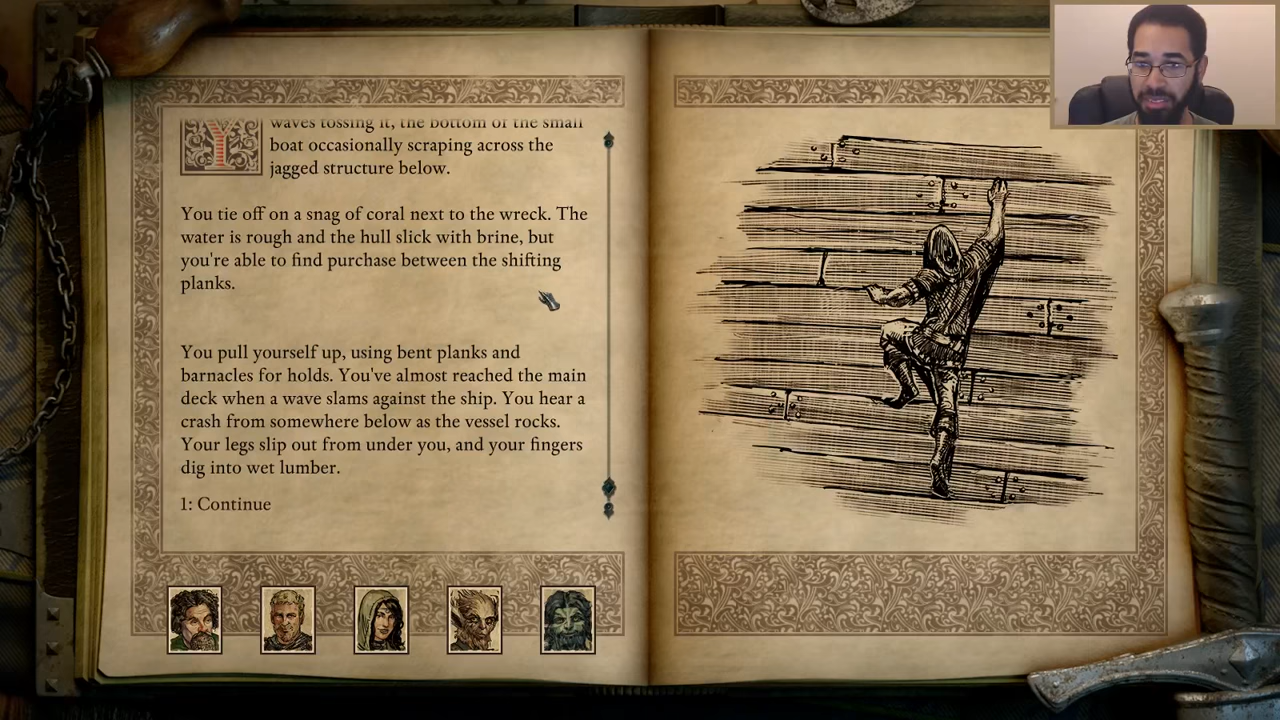 Y
waves tossing it, the bottom of the small
boat occasionally scraping across the
jagged structure below.
You tie off on a snag of coral next to the wreck. The
water is rough and the hull slick with brine, but
you're able to find purchase between the shifting
planks.
You pull yourself up, using bent planks and
barnacles for holds. You've almost reached the main
deck when a wave slams against the ship. You hear a
crash from somewhere below as the vessel rocks.
Your legs slip out from under you, and your fingers
dig into wet lumber.
1: Continue